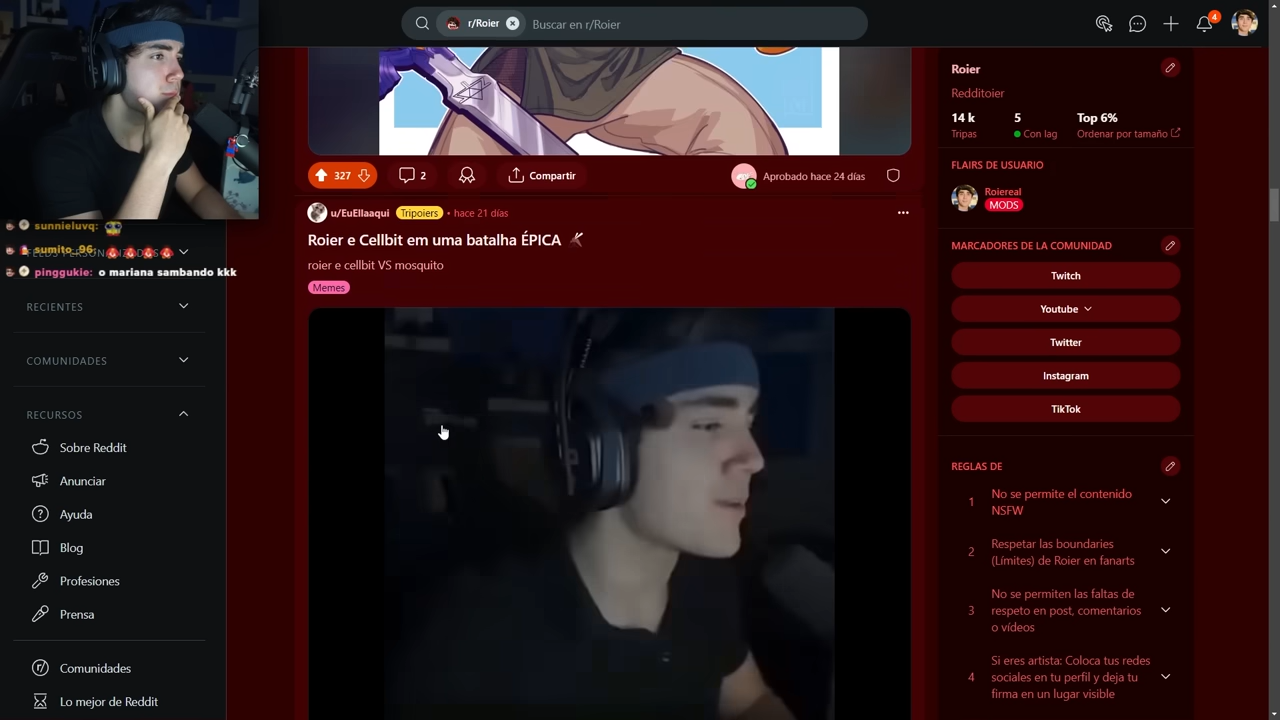 r/Roier
Buscar en r/Roier
4
sunnieluvq:
sumito_96:
pinggukie: o mariana sambando kkk
RECIENTES
COMUNIDADES
RECURSOS
Sobre Reddit
Anunciar
Ayuda
Blog
Profesiones
Prensa
Comunidades
Lo mejor de Reddit
327
2
Compartir
Aprobado hace 24 días
u/EuEllaaqui
Tripoiers
• hace 21 días
Roier e Cellbit em uma batalha ÉPICA
roier e cellbit VS mosquito
Memes
Roier
Redditoier
14 k
5
Top 6%
Tripas
Con lag
Ordenar por tamaño
FLAIRS DE USUARIO
Roiereal
MODS
MARCADORES DE LA COMUNIDAD
Twitch
Youtube
Twitter
Instagram
TikTok
REGLAS DE
1
No se permite el contenido
NSFW
2
Respetar las boundaries
(Límites) de Roier en fanarts
3
No se permiten las faltas de
respeto en post, comentarios
o vídeos
4
Si eres artista: Coloca tus redes
sociales en tu perfil y deja tu
firma en un lugar visible